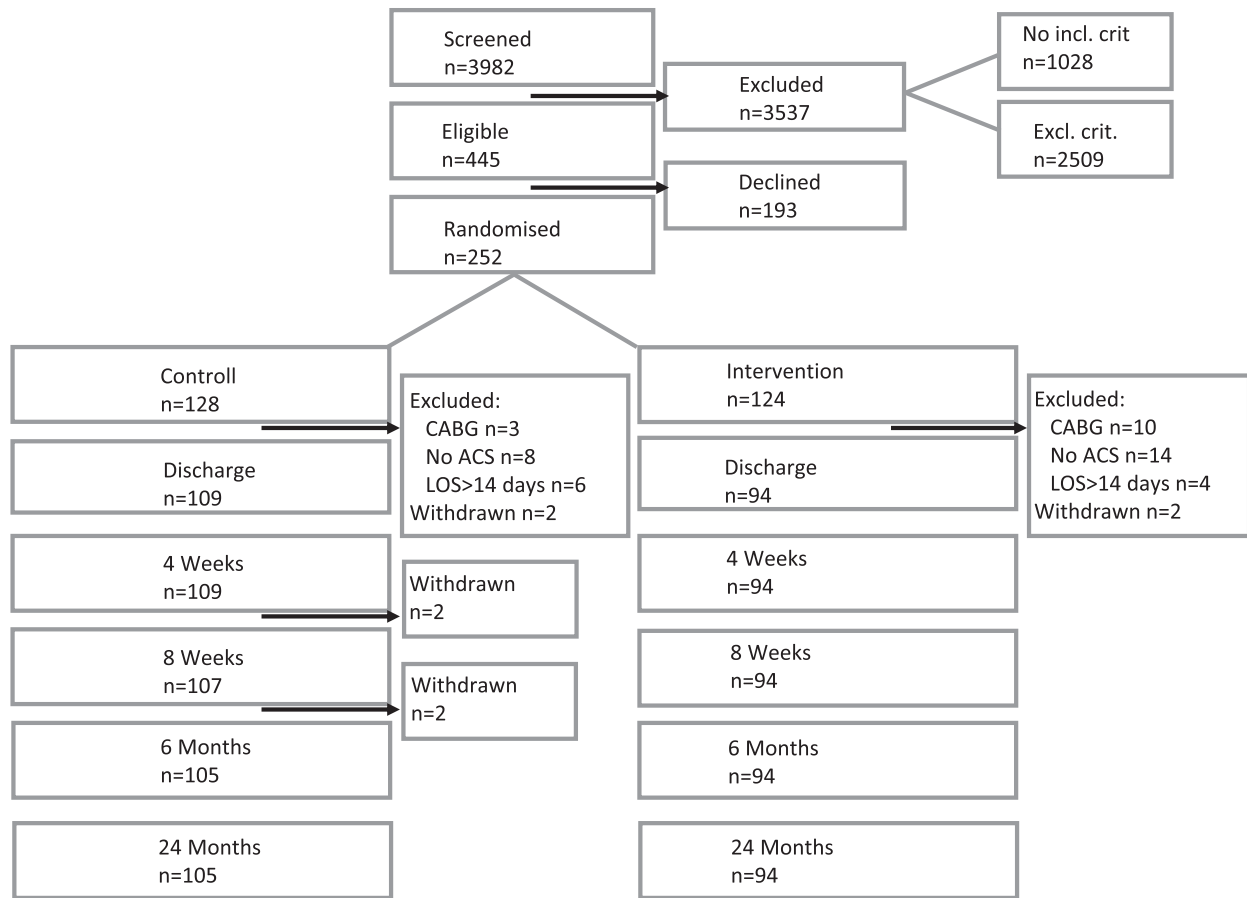 Screened
n=3982
No incl. crit
n=1028
Excluded
n=3537
Excl. crit.
n=2509
Eligible
n=445
Declined
n=193
Randomised
n=252
Controll
n=128
Excluded:
CABG n=3
No ACS n=8
LOS>14 days n=6
Withdrawn n=2
Discharge
n=109
4 Weeks
n=109
Withdrawn
n=2
8 Weeks
n=107
Withdrawn
n=2
6 Months
n=105
24 Months
n=105
Intervention
n=124
Excluded:
CABG n=10
No ACS n=14
LOS>14 days n=4
Withdrawn n=2
Discharge
n=94
4 Weeks
n=94
8 Weeks
n=94
6 Months
n=94
24 Months
n=94